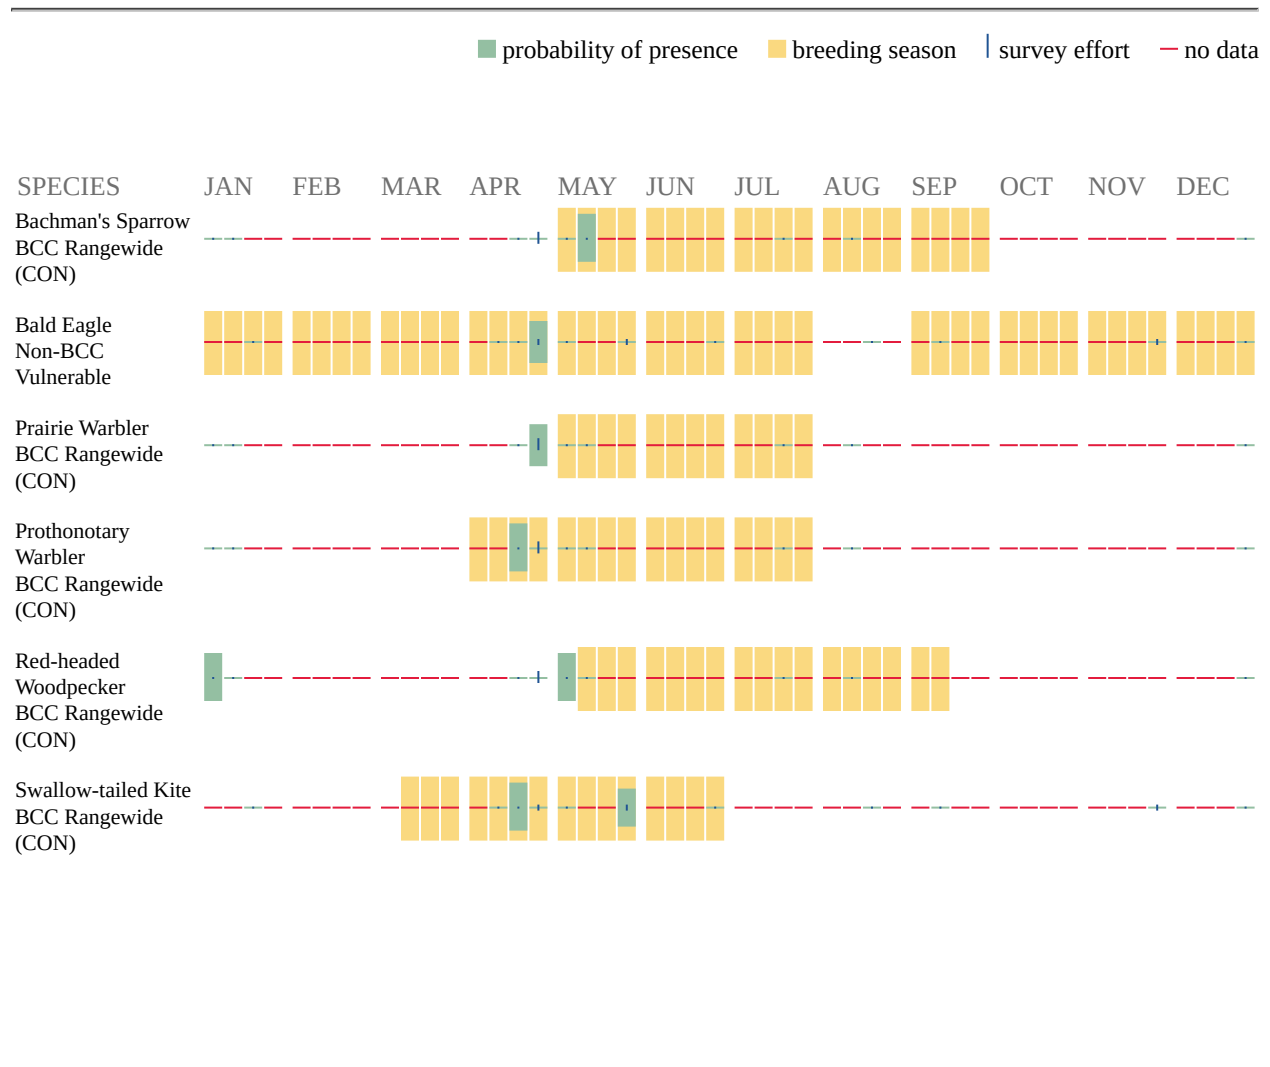 probability of presence breeding season survey effort no data
SPECIES JAN FEB MAR APR MAY JUN JUL AUG SEP OCT NOV DEC
Bachman's Sparrow
BCC Rangewide
(CON)
Bald Eagle
Non-BCC
Vulnerable
Prairie Warbler
BCC Rangewide
(CON)
Prothonotary
Warbler
BCC Rangewide
(CON)
Red-headed
Woodpecker
BCC Rangewide
(CON)
Swallow-tailed Kite
BCC Rangewide
(CON)